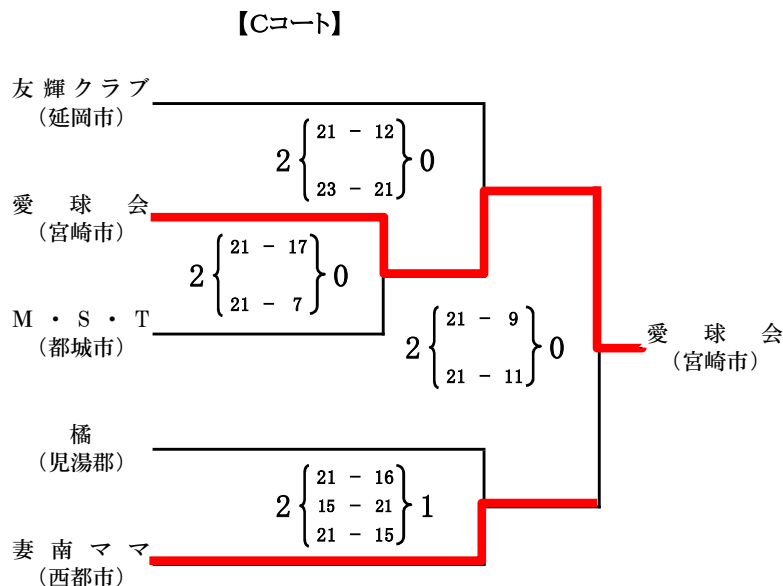 【Cコート】
友輝クラブ
（延岡市）
2 { 21 - 12 } 0
23 - 21
愛球会
（宮崎市）
2 { 21 - 17 } 0
21 - 7
M・S・T
（都城市）
2 { 21 - 9 } 0
21 - 11
愛球会
（宮崎市）
橘
（児湯郡）
21 - 16
2 { 15 - 21 } 1
21 - 15
妻南ママ
（西都市）